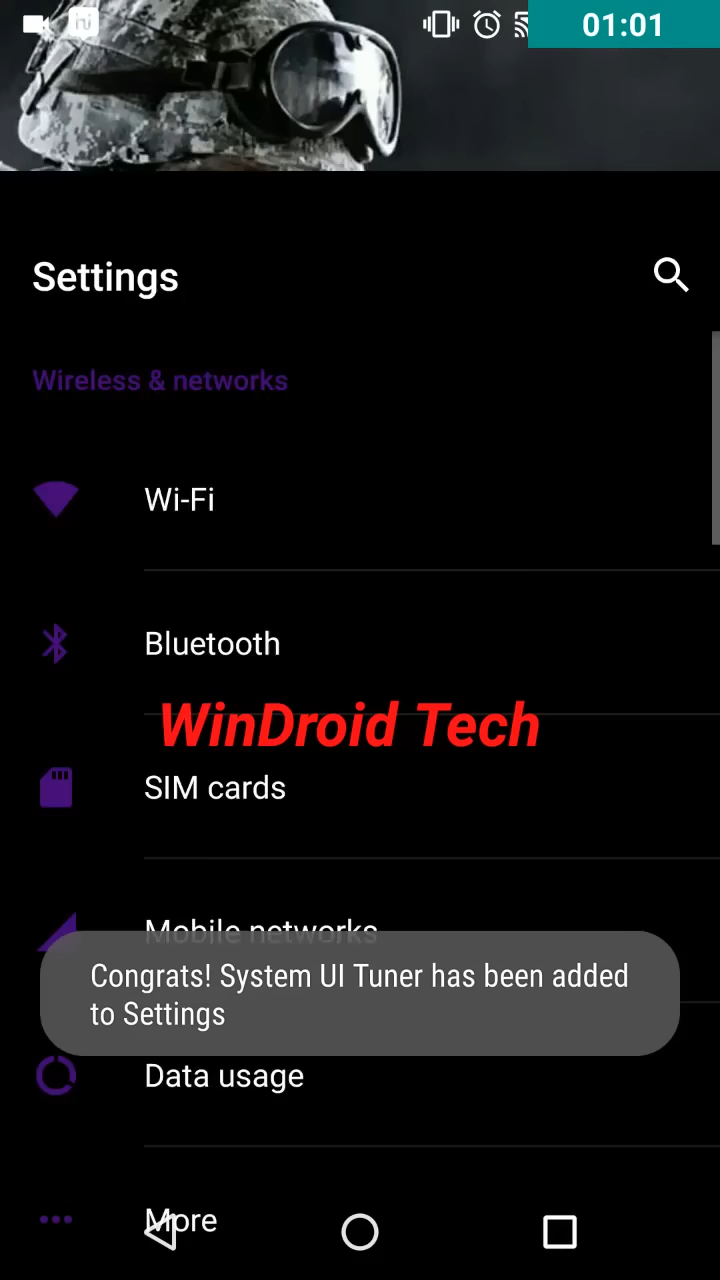 01:01
Settings
Wireless & networks
Wi-Fi
Bluetooth
WinDroid Tech
SIM cards
Mobile networks
Congrats! System UI Tuner has been added
to Settings
Data usage
More